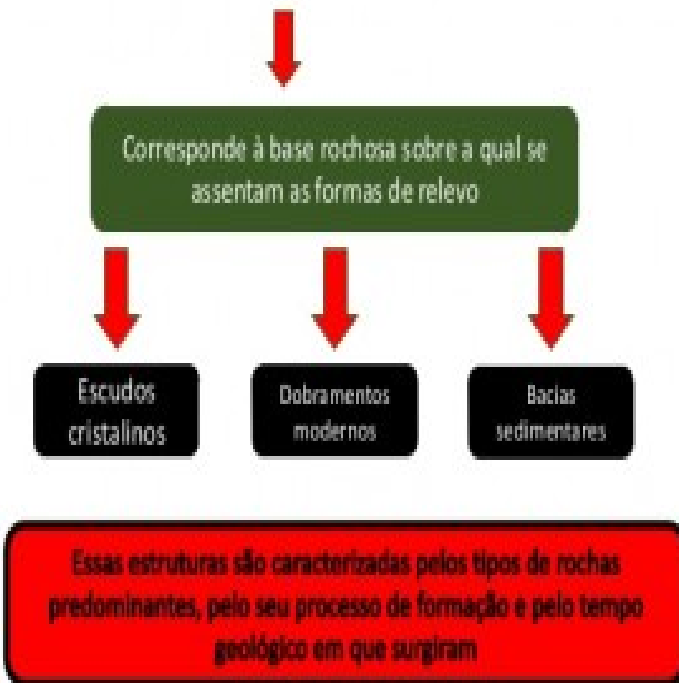 Corresponde à base rochosa sobre a qual se
assentam as formas de relevo
Escudos
cristalinos
Dobramentos
modernos
Bacias
sedimentares
Essas estruturas são caracterizadas pelos tipos de rochas
predominantes, pelo seu processo de formação e pelo tempo
geológico em que surgiram